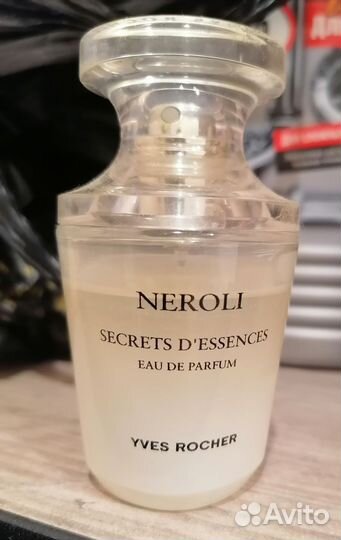 NEROLI
SECRETS D'ESSENCES
EAU DE PARFUM
YVES ROCHER
Avito